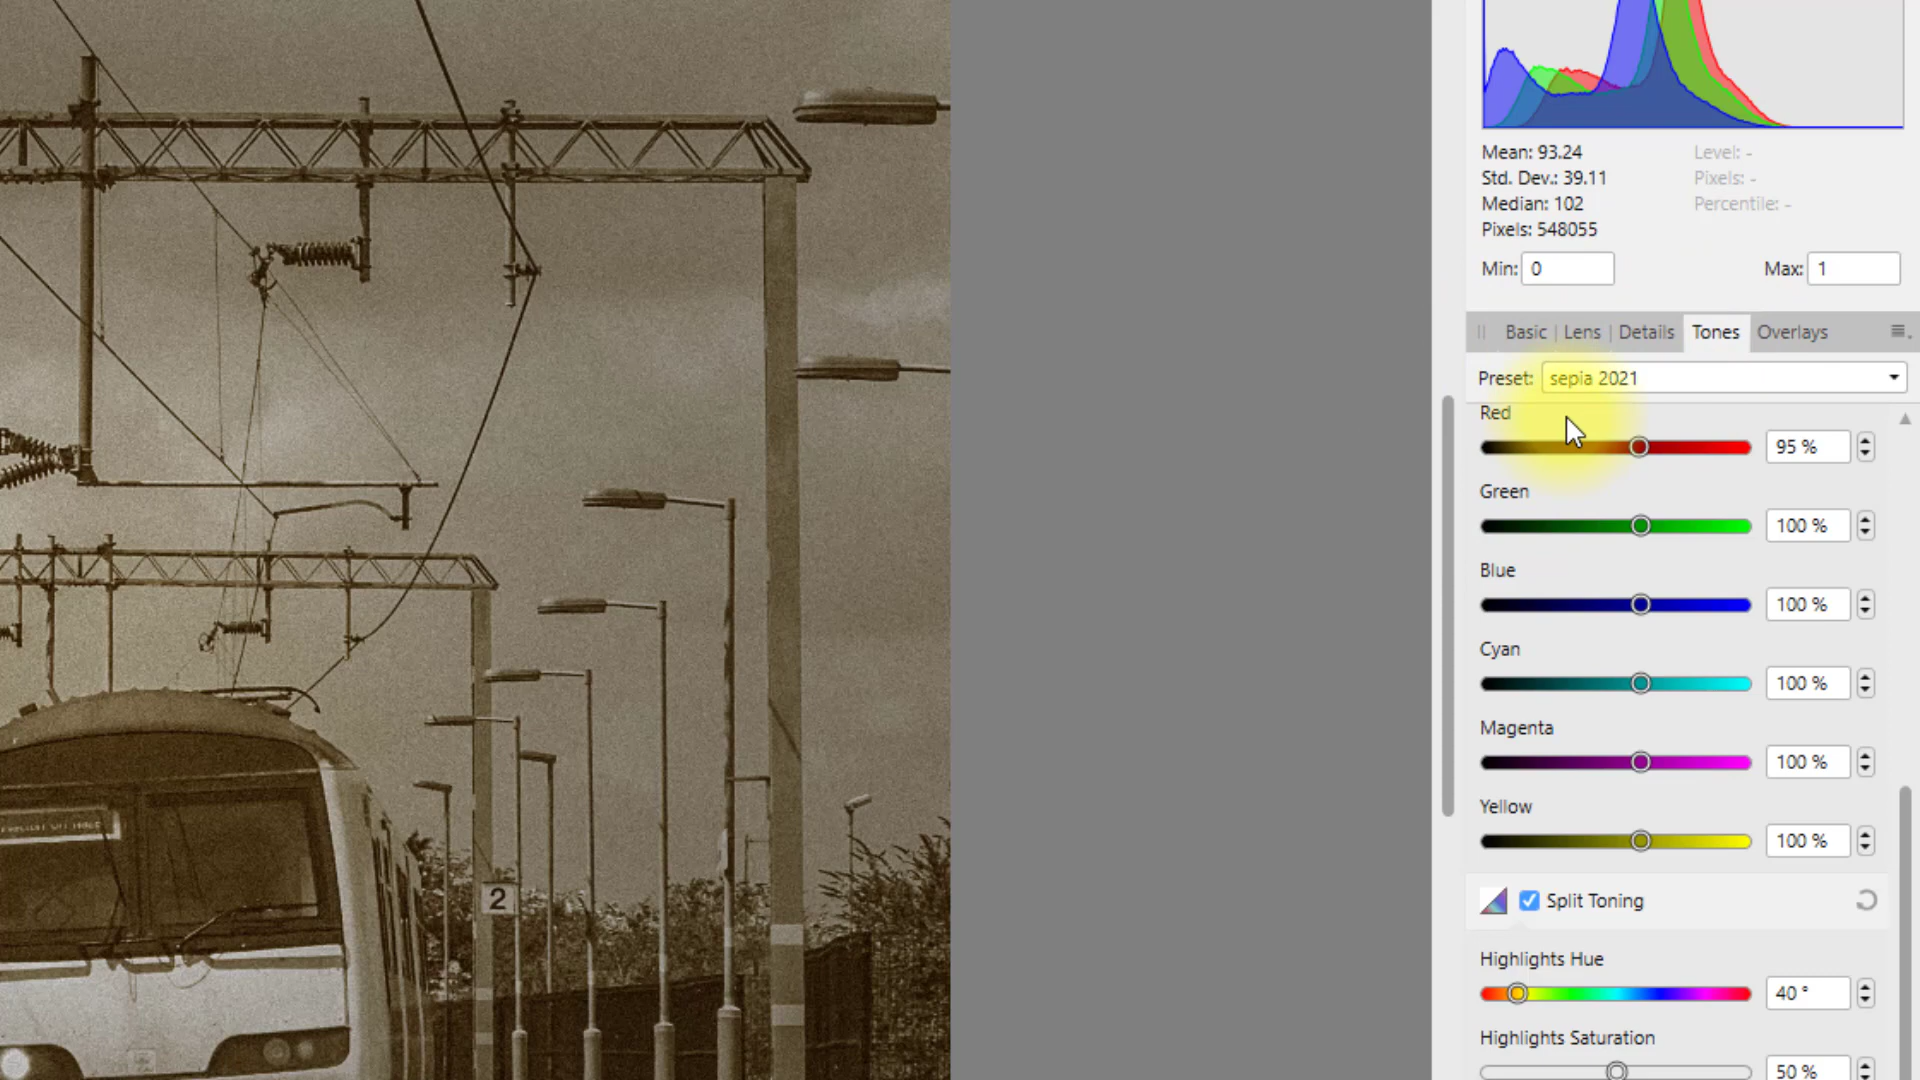 Mean: 93.24 Level: -
Std. Dev.: 39.11 Pixels: -
Median: 102 Percentile: -
Pixels: 548055
Min: 0 Max: 1
Basic | Lens | Details Tones Overlays
Preset: sepia 2021
Red
95 %
Green
100 %
Blue
100 %
Cyan
100 %
Magenta
100 %
Yellow
100 %
Split Toning
Highlights Hue
40 °
Highlights Saturation
50 %
2